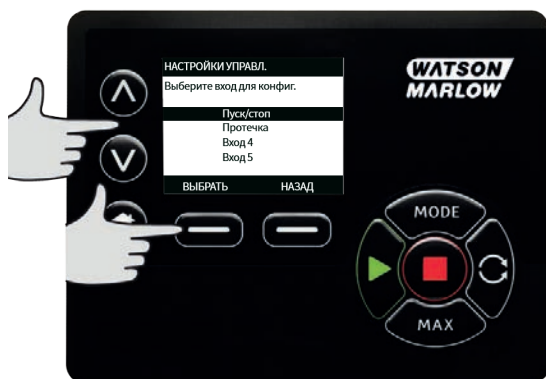 НАСТРОЙКИ УПРАВЛ.
Выберите вход для конфиг.
Пуск/стоп
Протечка
Вход 4
Вход 5
ВЫБРАТЬ НАЗАД
WATSON
MARLOW
MODE
MAX